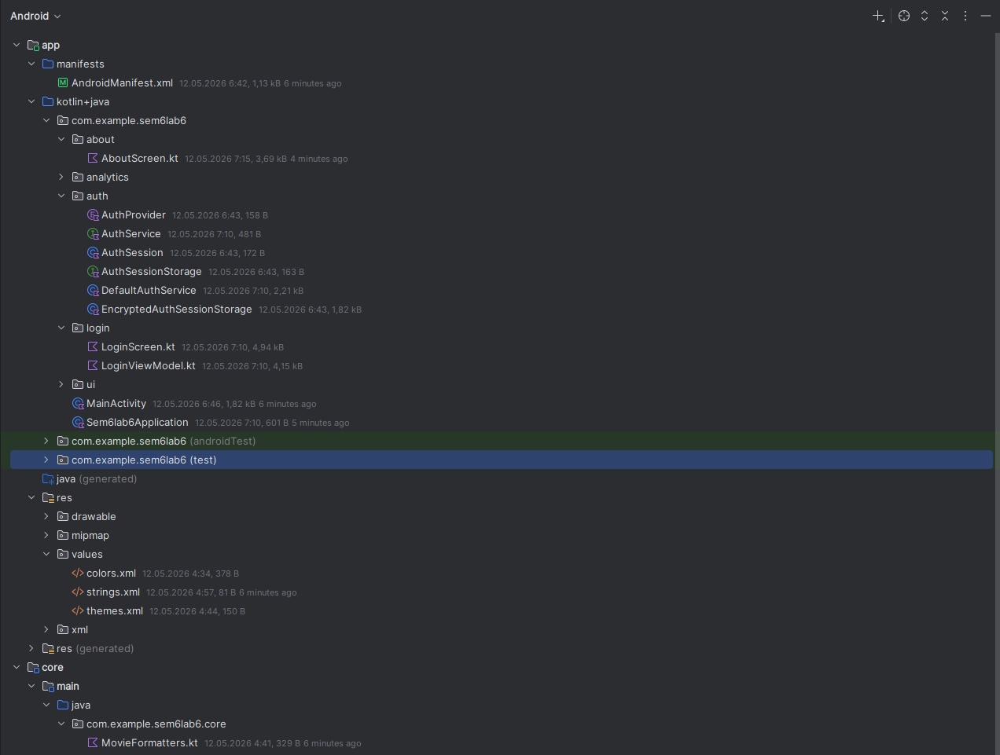 Android
app
manifests
AndroidManifest.xml 12.05.2026 6:42, 1,13 kB 6 minutes ago
kotlin+java
com.example.sem6lab6
about
AboutScreen.kt 12.05.2026 7:15, 3,69 kB 4 minutes ago
analytics
auth
AuthProvider 12.05.2026 6:43, 158 B
AuthService 12.05.2026 7:10, 481 B
AuthSession 12.05.2026 6:43, 172 B
AuthSessionStorage 12.05.2026 6:43, 163 B
DefaultAuthService 12.05.2026 7:10, 2,21 kB
EncryptedAuthSessionStorage 12.05.2026 6:43, 1,82 kB
login
LoginScreen.kt 12.05.2026 7:10, 4,94 kB
LoginViewModel.kt 12.05.2026 7:10, 4,15 kB
ui
MainActivity 12.05.2026 6:46, 1,82 kB 6 minutes ago
Sem6lab6Application 12.05.2026 7:10, 601 B 5 minutes ago
com.example.sem6lab6 (androidTest)
com.example.sem6lab6 (test)
java (generated)
res
drawable
mipmap
values
colors.xml 12.05.2026 4:34, 378 B
strings.xml 12.05.2026 4:57, 81 B 6 minutes ago
themes.xml 12.05.2026 4:44, 150 B
xml
res (generated)
core
main
java
com.example.sem6lab6.core
MovieFormatters.kt 12.05.2026 4:41, 329 B 6 minutes ago